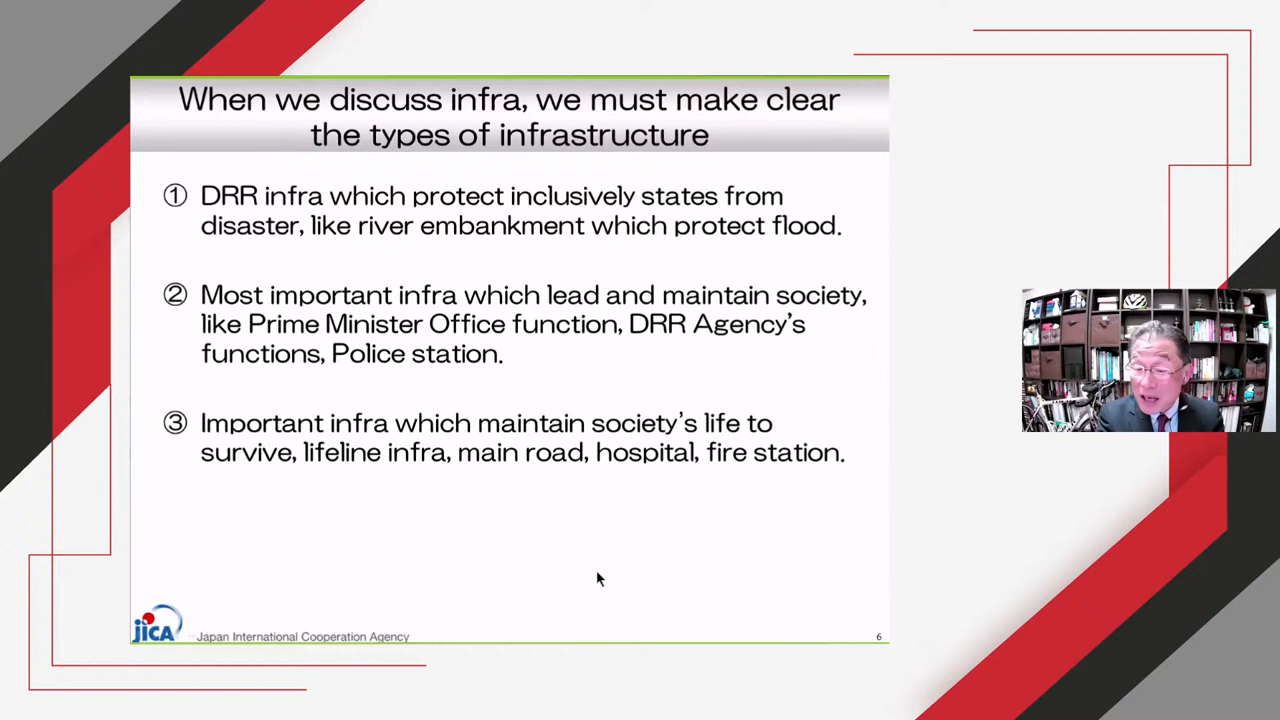 When we discuss infra, we must make clear
the types of infrastructure
① DRR infra which protect inclusively states from
disaster, like river embankment which protect flood.
② Most important infra which lead and maintain society,
like Prime Minister Office function, DRR Agency's
functions, Police station.
③ Important infra which maintain society's life to
survive, lifeline infra, main road, hospital, fire station.
jICA Japan International Cooperation Agency
6